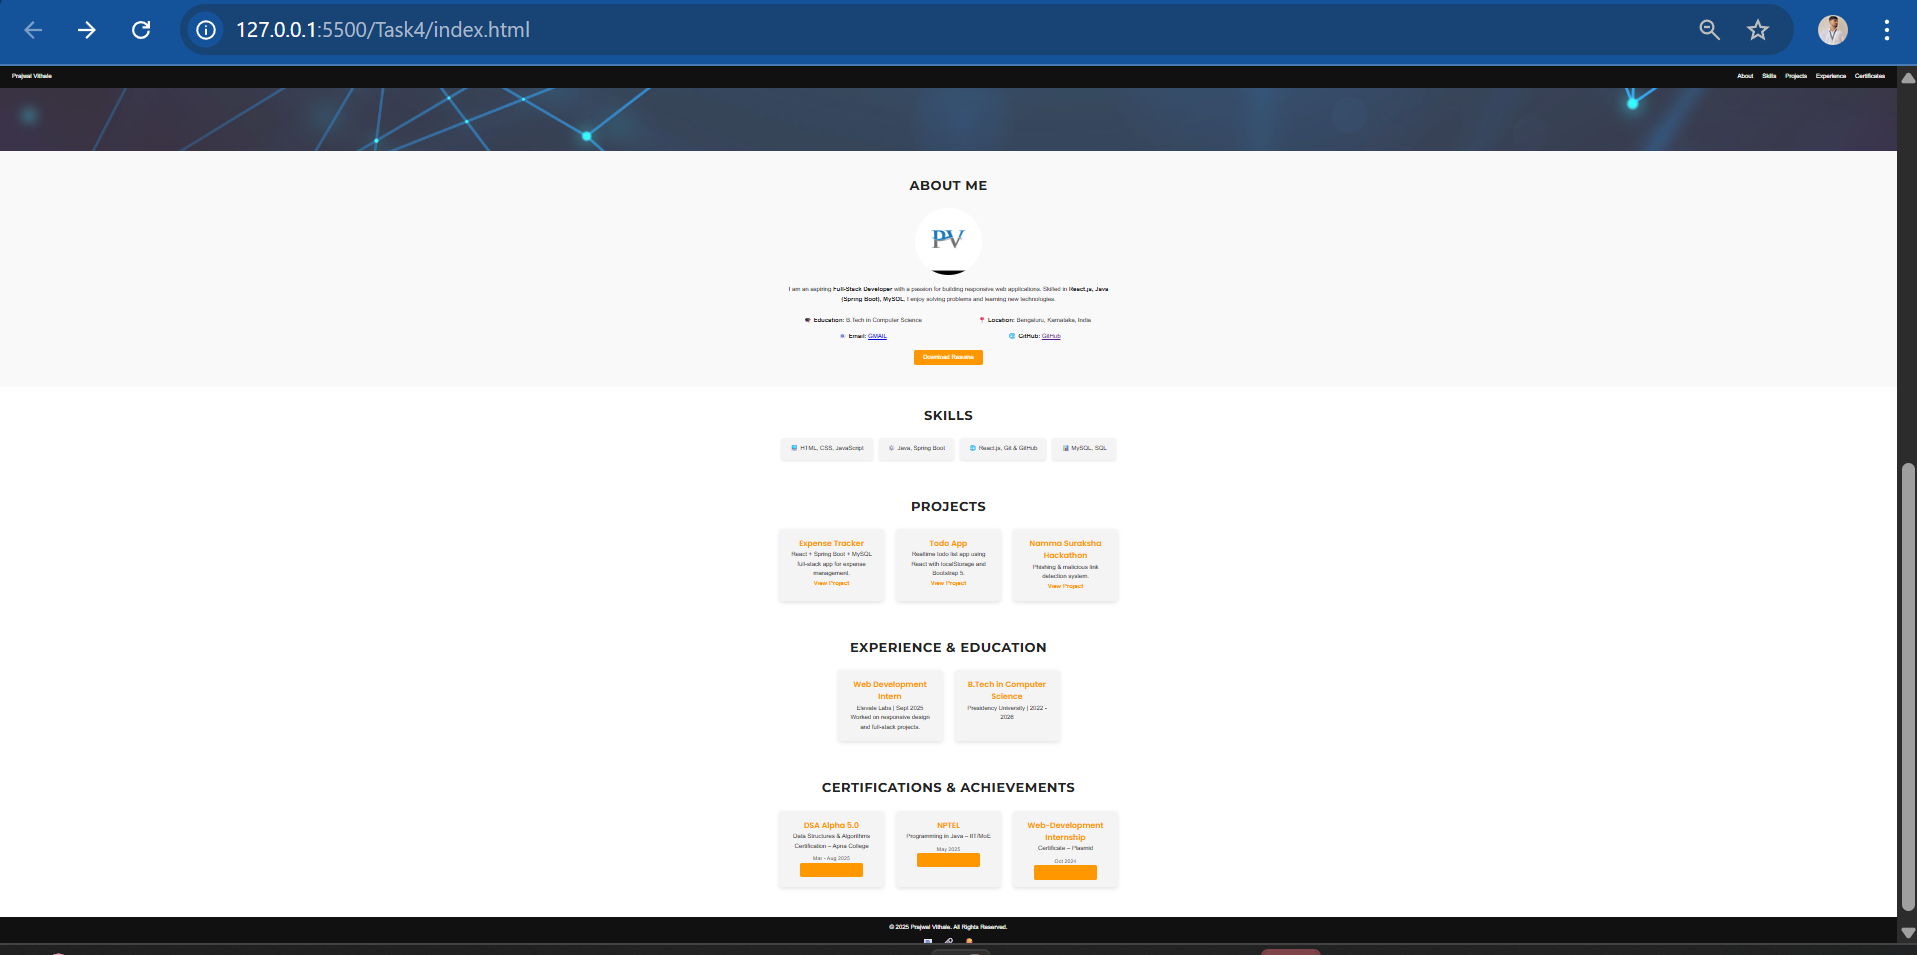 127.0.0.1:5500/Task4/index.html
Prajwal Vithale
About Skills Projects Experience Certificates
ABOUT ME
PV
I am an aspiring Full-Stack Developer with a passion for building responsive web applications. Skilled in React.js, Java
(Spring Boot), MySQL, I enjoy solving problems and learning new technologies.
Education: B.Tech in Computer Science
Location: Bengaluru, Karnataka, India
Email: GMAIL
GitHub: GitHub
Download Resume
SKILLS
HTML, CSS, JavaScript
Java, Spring Boot
React.js, Git & GitHub
MySQL, SQL
PROJECTS
Expense Tracker
React + Spring Boot + MySQL
full-stack app for expense
management.
View Project
Todo App
Realtime todo list app using
React with localStorage and
Bootstrap 5.
View Project
Namma Suraksha
Hackathon
Phishing & malicious link
detection system.
View Project
EXPERIENCE & EDUCATION
Web Development
Intern
Elevate Labs | Sept 2025
Worked on responsive design
and full-stack projects.
B.Tech in Computer
Science
Presidency University | 2022 -
2026
CERTIFICATIONS & ACHIEVEMENTS
DSA Alpha 5.0
Data Structures & Algorithms
Certification – Apna College
Mar - Aug 2025
NPTEL
Programming in Java – IIT/MoE
May 2025
Web-Development
Internship
Certificate – Plasmid
Oct 2024
© 2025 Prajwal Vithale. All Rights Reserved.